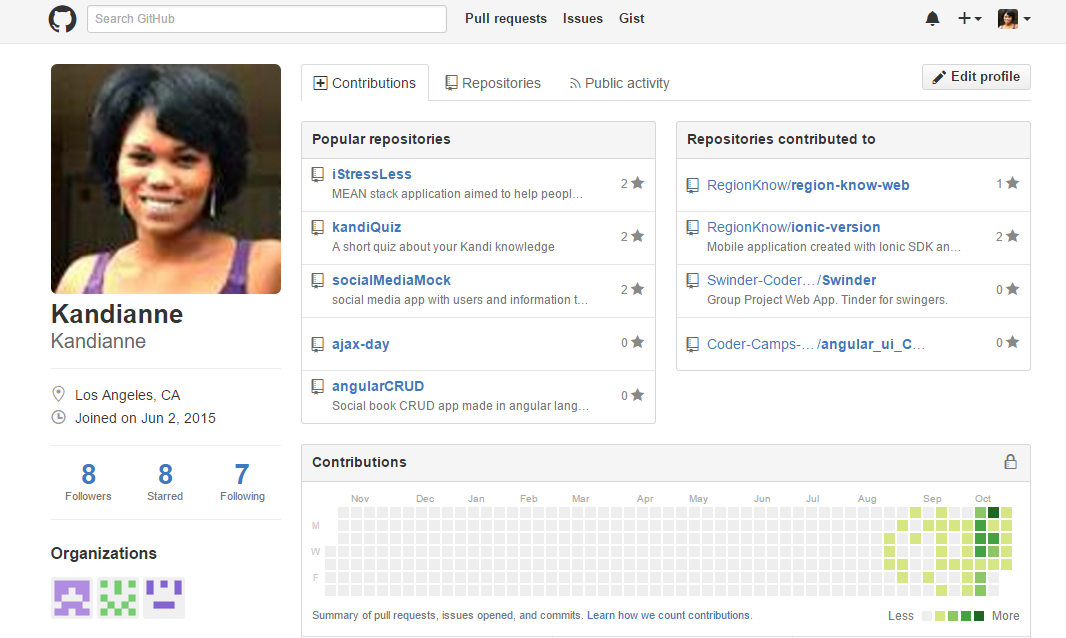 Search GitHub
Pull requests Issues Gist
Contributions Repositories Public activity
Edit profile
Kandianne
Kandianne
Los Angeles, CA
Joined on Jun 2, 2015
8 8 7
Followers Starred Following
Organizations
Popular repositories
iStressLess
MEAN stack application aimed to help peopl…
2
kandiQuiz
A short quiz about your Kandi knowledge
2
socialMediaMock
social media app with users and information t…
2
ajax-day
0
angularCRUD
Social book CRUD app made in angular lang…
0
Repositories contributed to
RegionKnow/region-know-web
1
RegionKnow/ionic-version
Mobile application created with Ionic SDK an…
2
Swinder-Coder…/Swinder
Group Project Web App. Tinder for swingers.
0
Coder-Camps-…/angular_ui_C…
0
Contributions
Nov Dec Jan Feb Mar Apr May Jun Jul Aug Sep Oct
M
W
F
Summary of pull requests, issues opened, and commits. Learn how we count contributions.
Less More